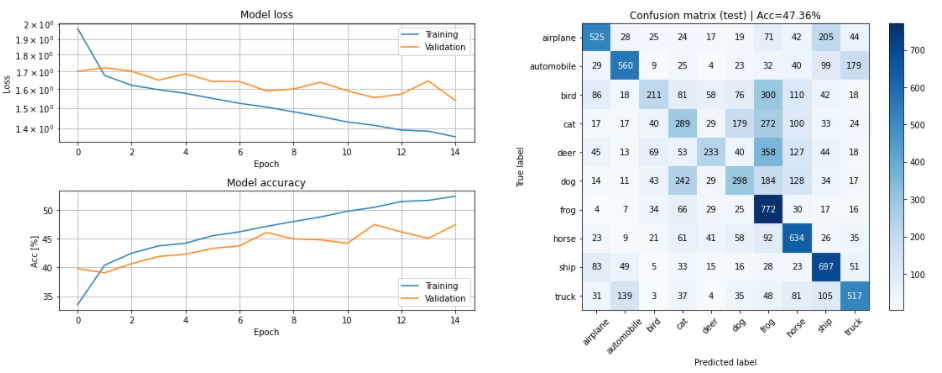 Model loss
2 × 10⁰
1.9 × 10⁰
1.8 × 10⁰
1.7 × 10⁰
1.6 × 10⁰
1.5 × 10⁰
1.4 × 10⁰
Loss
Training
Validation
0 2 4 6 8 10 12 14
Epoch
Model accuracy
50
45
40
35
Acc [%]
Training
Validation
0 2 4 6 8 10 12 14
Epoch
Confusion matrix (test) | Acc=47.36%
True label
airplane 525 28 25 24 17 19 71 42 205 44
automobile 29 560 9 25 4 23 32 40 99 179
bird 86 18 211 81 58 76 300 110 42 18
cat 17 17 40 289 29 179 272 100 33 24
deer 45 13 69 53 233 40 358 127 44 18
dog 14 11 43 242 29 298 184 128 34 17
frog 4 7 34 66 29 25 772 30 17 16
horse 23 9 21 61 41 58 92 634 26 35
ship 83 49 5 33 15 16 28 23 697 51
truck 31 139 3 37 4 35 48 81 105 517
airplane automobile bird cat deer dog frog horse ship truck
Predicted label
700
600
500
400
300
200
100